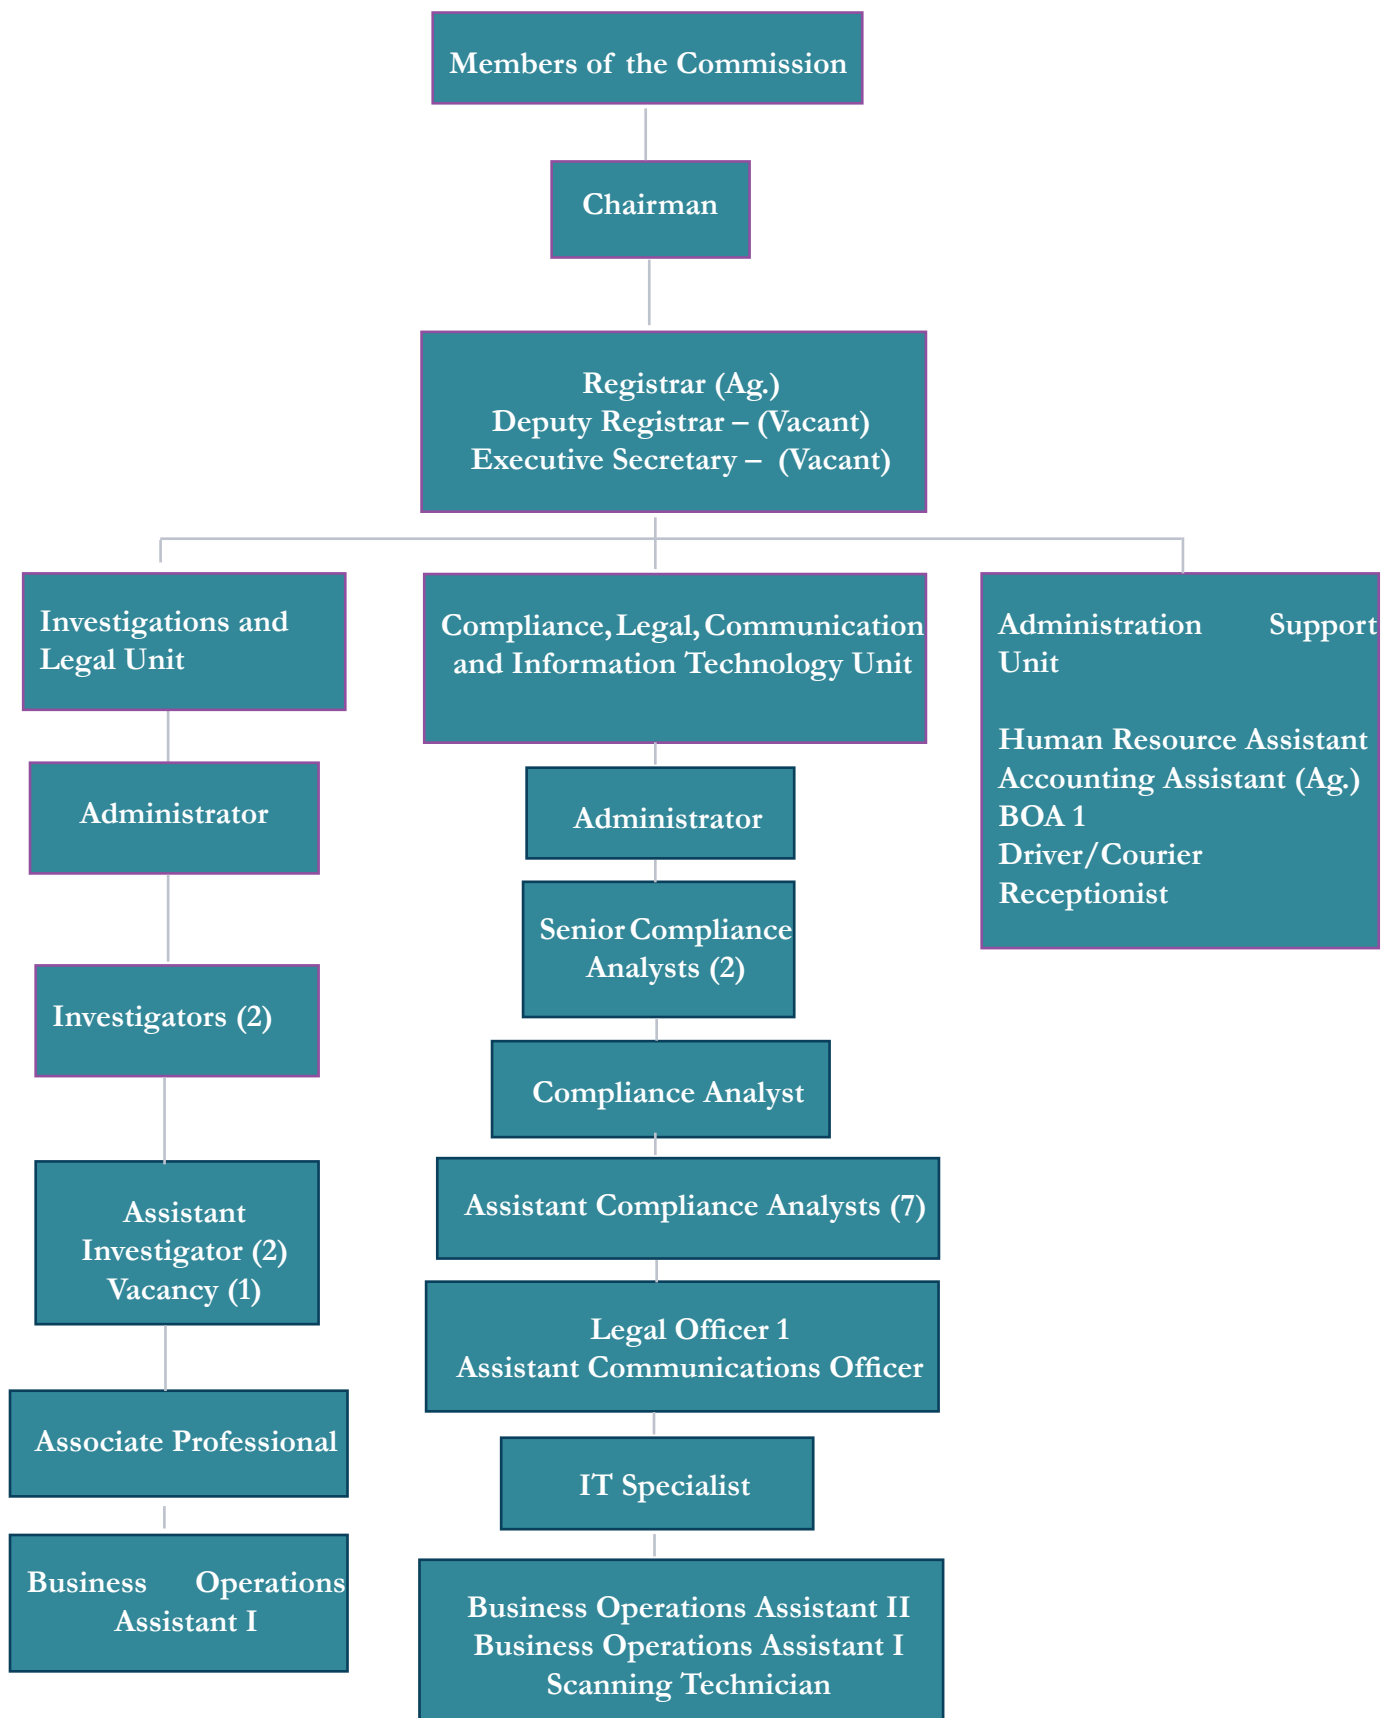 Members of the Commission
Chairman
Registrar (Ag.)
Deputy Registrar – (Vacant)
Executive Secretary – (Vacant)
Investigations and
Legal Unit
Administrator
Investigators (2)
Assistant
Investigator (2)
Vacancy (1)
Associate Professional
Business Operations
Assistant I
Compliance, Legal, Communication
and Information Technology Unit
Administrator
Senior Compliance
Analysts (2)
Compliance Analyst
Assistant Compliance Analysts (7)
Legal Officer 1
Assistant Communications Officer
IT Specialist
Business Operations Assistant II
Business Operations Assistant I
Scanning Technician
Administration Support
Unit
Human Resource Assistant
Accounting Assistant (Ag.)
BOA 1
Driver/Courier
Receptionist